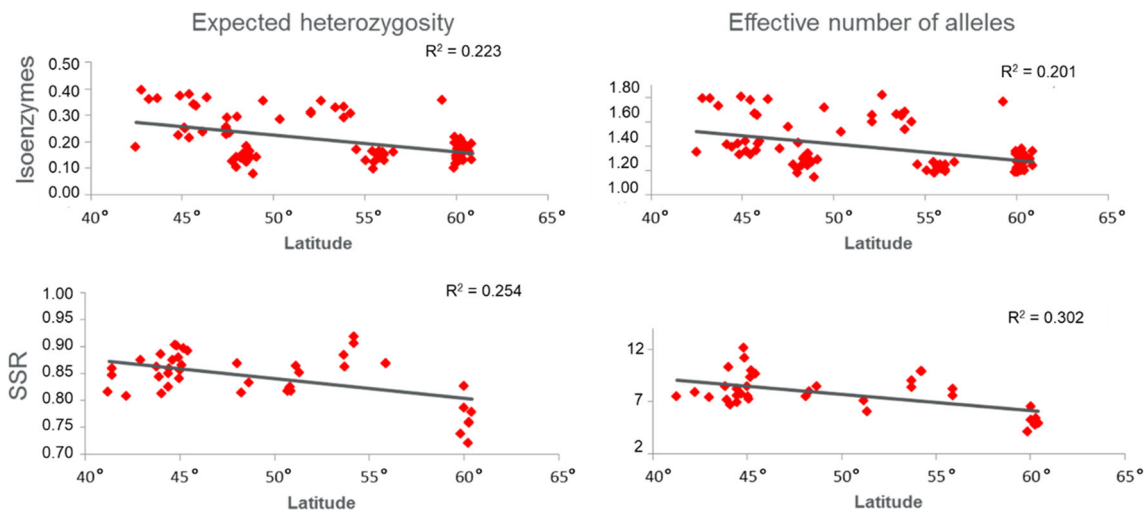 Expected heterozygosity
Effective number of alleles
Isoenzymes
R² = 0.223
0.50
0.40
0.30
0.20
0.10
0.00
40° 45° 50° 55° 60° 65°
Latitude
R² = 0.201
1.80
1.60
1.40
1.20
1.00
40° 45° 50° 55° 60° 65°
Latitude
SSR
R² = 0.254
1.00
0.95
0.90
0.85
0.80
0.75
0.70
40° 45° 50° 55° 60° 65°
Latitude
R² = 0.302
12
7
2
40° 45° 50° 55° 60° 65°
Latitude